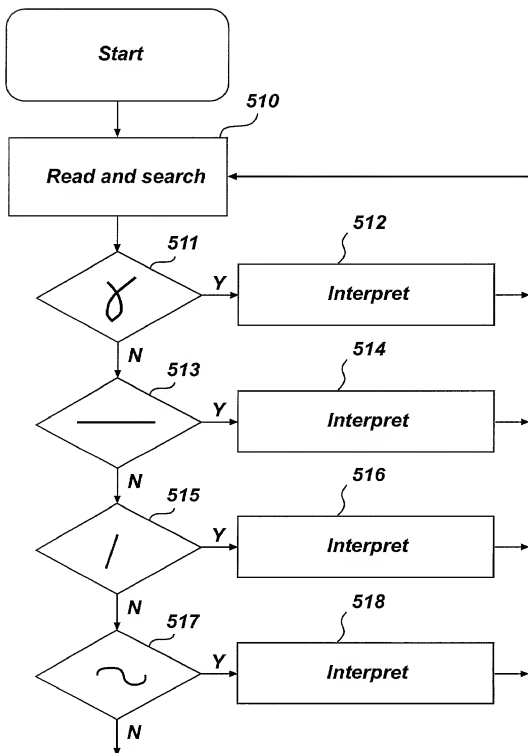 Start
510
Read and search
511
512
Y
Interpret
N
513
514
Y
Interpret
N
515
516
Y
Interpret
N
517
518
Y
Interpret
N